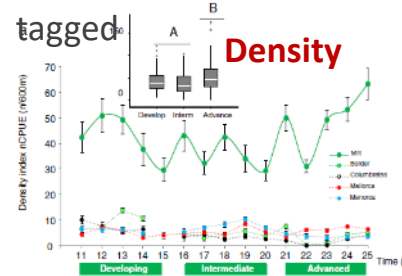 tagged
B
A
Density
150
0
Develop Interm Advance
Density index nCPUE (n/600m)
70
60
50
40
30
20
10
0
MIR
Border
Columbretes
Mallorca
Menorca
11 12 13 14 15 16 17 18 19 20 21 22 23 24 25 Time (
Developing Intermediate Advanced